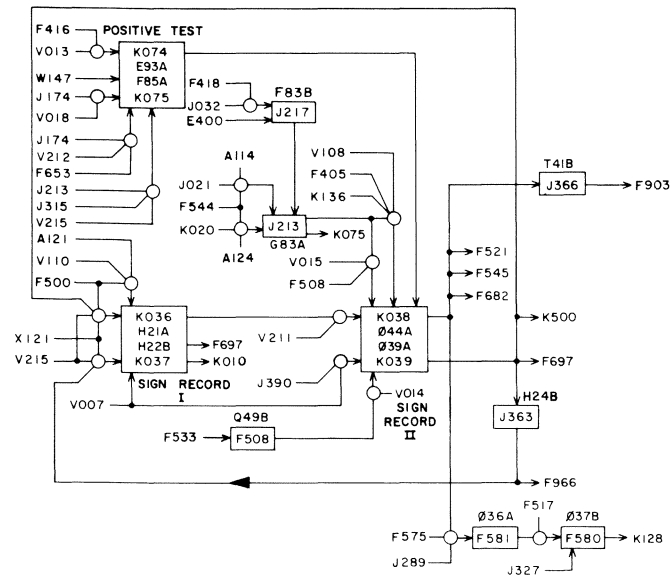 F416
POSITIVE TEST
V013
K074
E93A
W147
F85A
J174
K075
V018
F418
F83B
J032
J217
E400
J174
V212
F653
J213
J315
V215
A114
V108
F405
K136
T41B
J366
F903
J021
F544
J213
K020
K075
G83A
A124
A121
V110
F500
V015
F508
F521
F545
F682
X121
V215
K036
H21A
H22B
K037
F697
K010
V211
K038
Ø44A
Ø39A
K039
K500
F697
SIGN RECORD
I
J390
V007
V014
SIGN
RECORD
II
H24B
J363
Q49B
F533
F508
F966
F517
Ø36A
Ø37B
F575
F581
F580
K128
J289
J327